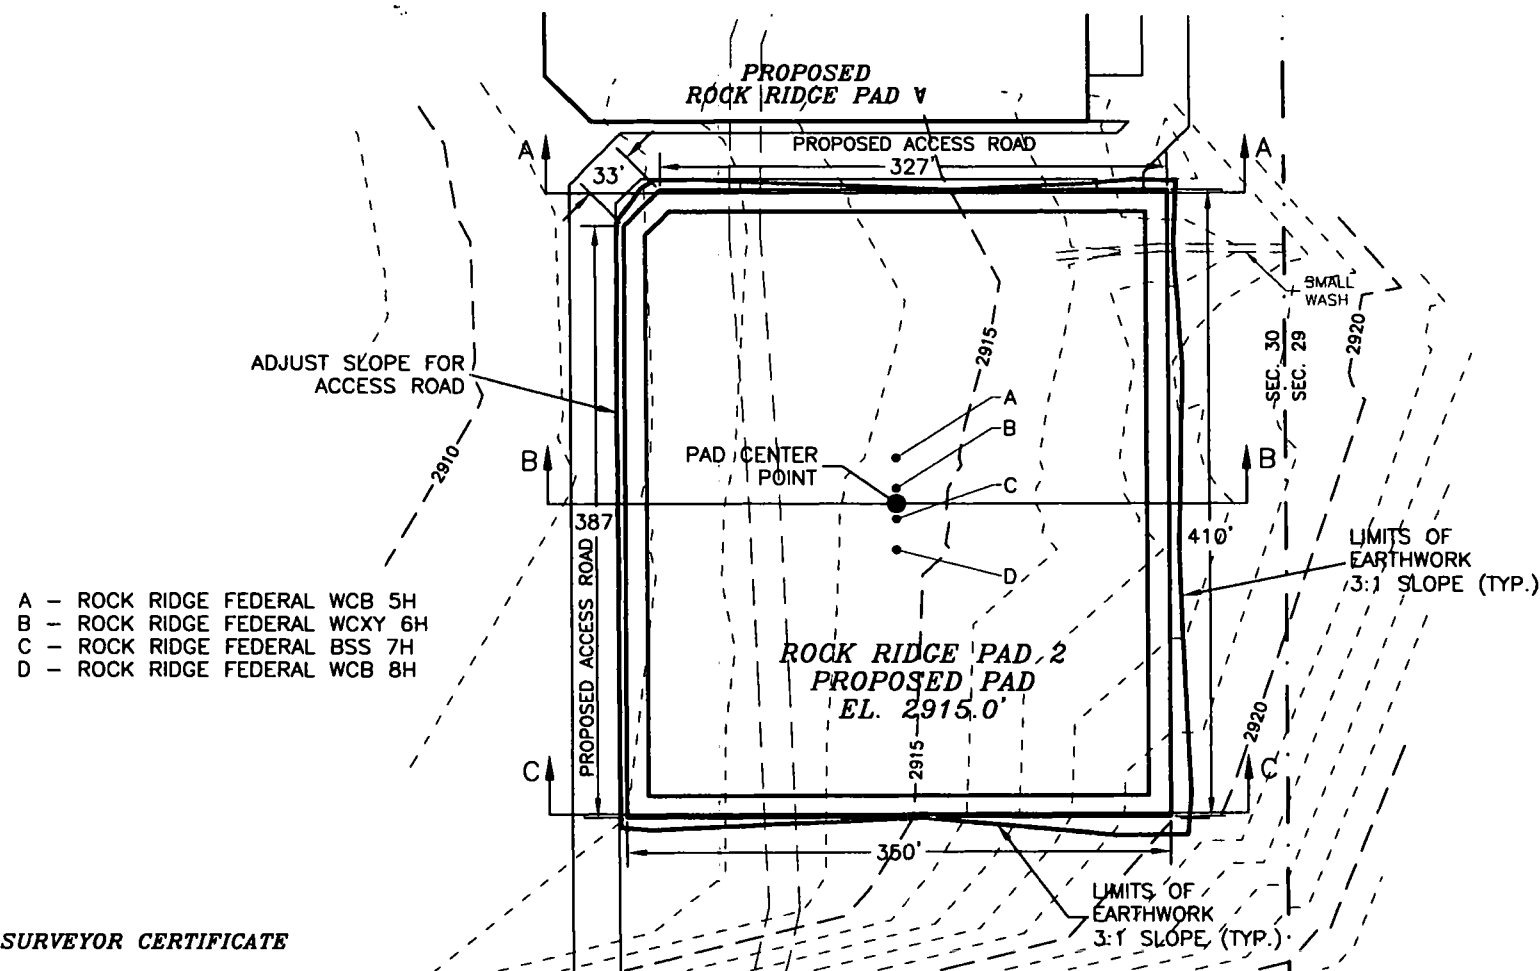 PROPOSED
ROCK RIDGE PAD A
PROPOSED ACCESS ROAD
327'
33'
A
A
SMALL
WASH
ADJUST SLOPE FOR
ACCESS ROAD
2915
2920
SEC. 30
SEC. 29
A
B
PAD CENTER
POINT
C
D
B
B
2910
387
410'
PROPOSED ACCESS ROAD
LIMITS OF
EARTHWORK
3:1 SLOPE (TYP.)
A - ROCK RIDGE FEDERAL WCB 5H
B - ROCK RIDGE FEDERAL WCXY 6H
C - ROCK RIDGE FEDERAL BSS 7H
D - ROCK RIDGE FEDERAL WCB 8H
ROCK RIDGE PAD 2
PROPOSED PAD
EL. 2915.0'
2915
2920
C
C
350'
LIMITS OF
EARTHWORK
3:1 SLOPE (TYP.)
SURVEYOR CERTIFICATE